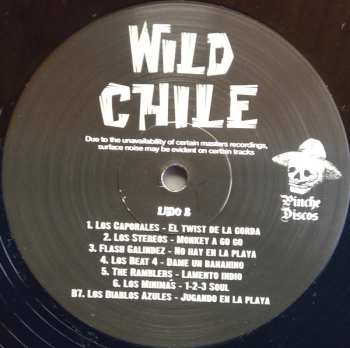 WILD
CHILE
Due to the unavailability of certain masters recordings,
surface noise may be evident on certain tracks
LADO B
Pinche
Discos
1. Los Caporales - El twist de la gorda
2. Los Stereos - Monkey a go go
3. Flash Galindez - No hay en la playa
4. Los Beat 4 - Dame un bananino
5. The Ramblers - Lamento indio
6. Los Minimas - 1-2-3 Soul
B7. Los Diablos Azules - Jugando en la playa